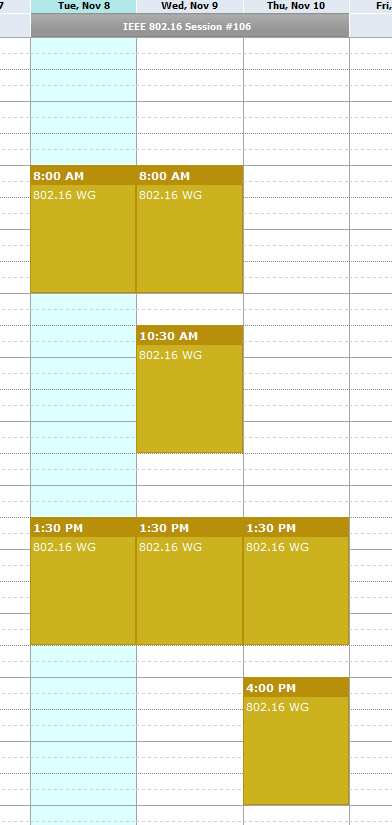 7
Tue, Nov 8
Wed, Nov 9
Thu, Nov 10
Fri,
IEEE 802.16 Session #106
8:00 AM
802.16 WG
8:00 AM
802.16 WG
10:30 AM
802.16 WG
1:30 PM
802.16 WG
1:30 PM
802.16 WG
1:30 PM
802.16 WG
4:00 PM
802.16 WG